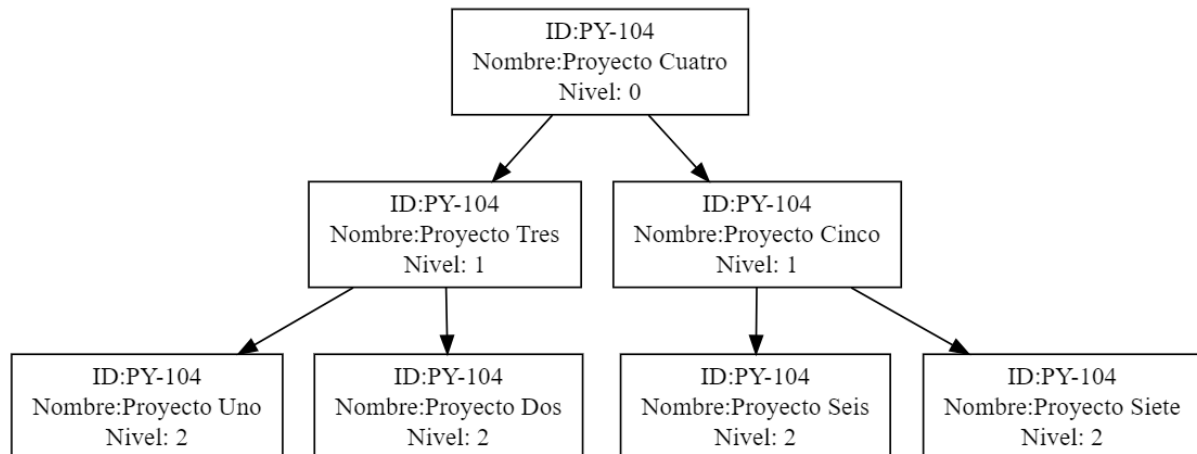 ID:PY-104
Nombre:Proyecto Cuatro
Nivel: 0
ID:PY-104
Nombre:Proyecto Tres
Nivel: 1
ID:PY-104
Nombre:Proyecto Cinco
Nivel: 1
ID:PY-104
Nombre:Proyecto Uno
Nivel: 2
ID:PY-104
Nombre:Proyecto Dos
Nivel: 2
ID:PY-104
Nombre:Proyecto Seis
Nivel: 2
ID:PY-104
Nombre:Proyecto Siete
Nivel: 2